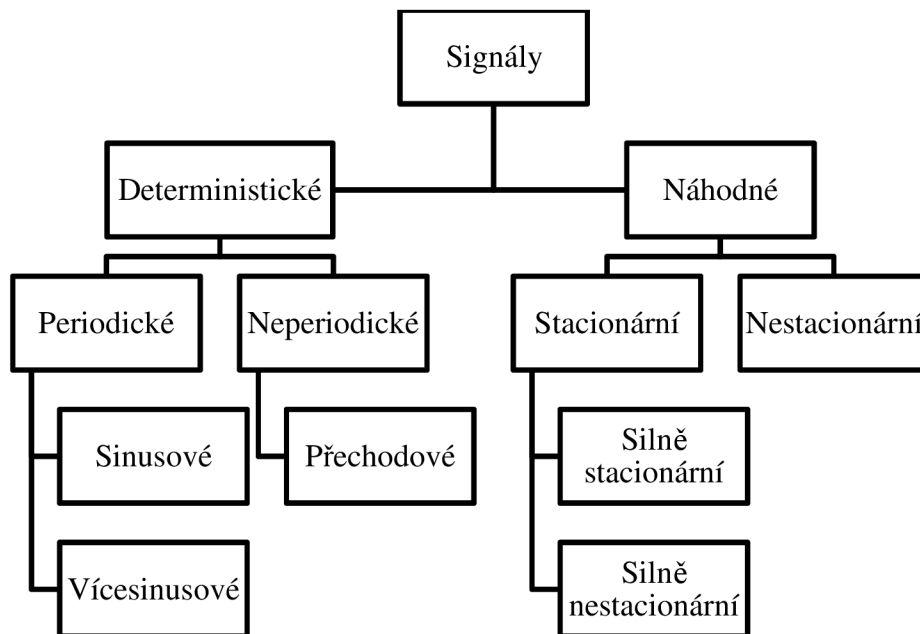 Signály
Deterministické
Náhodné
Periodické
Neperiodické
Stacionární
Nestacionární
Sinusové
Přechodové
Silně
stacionární
Vícesinusové
Silně
nestacionární